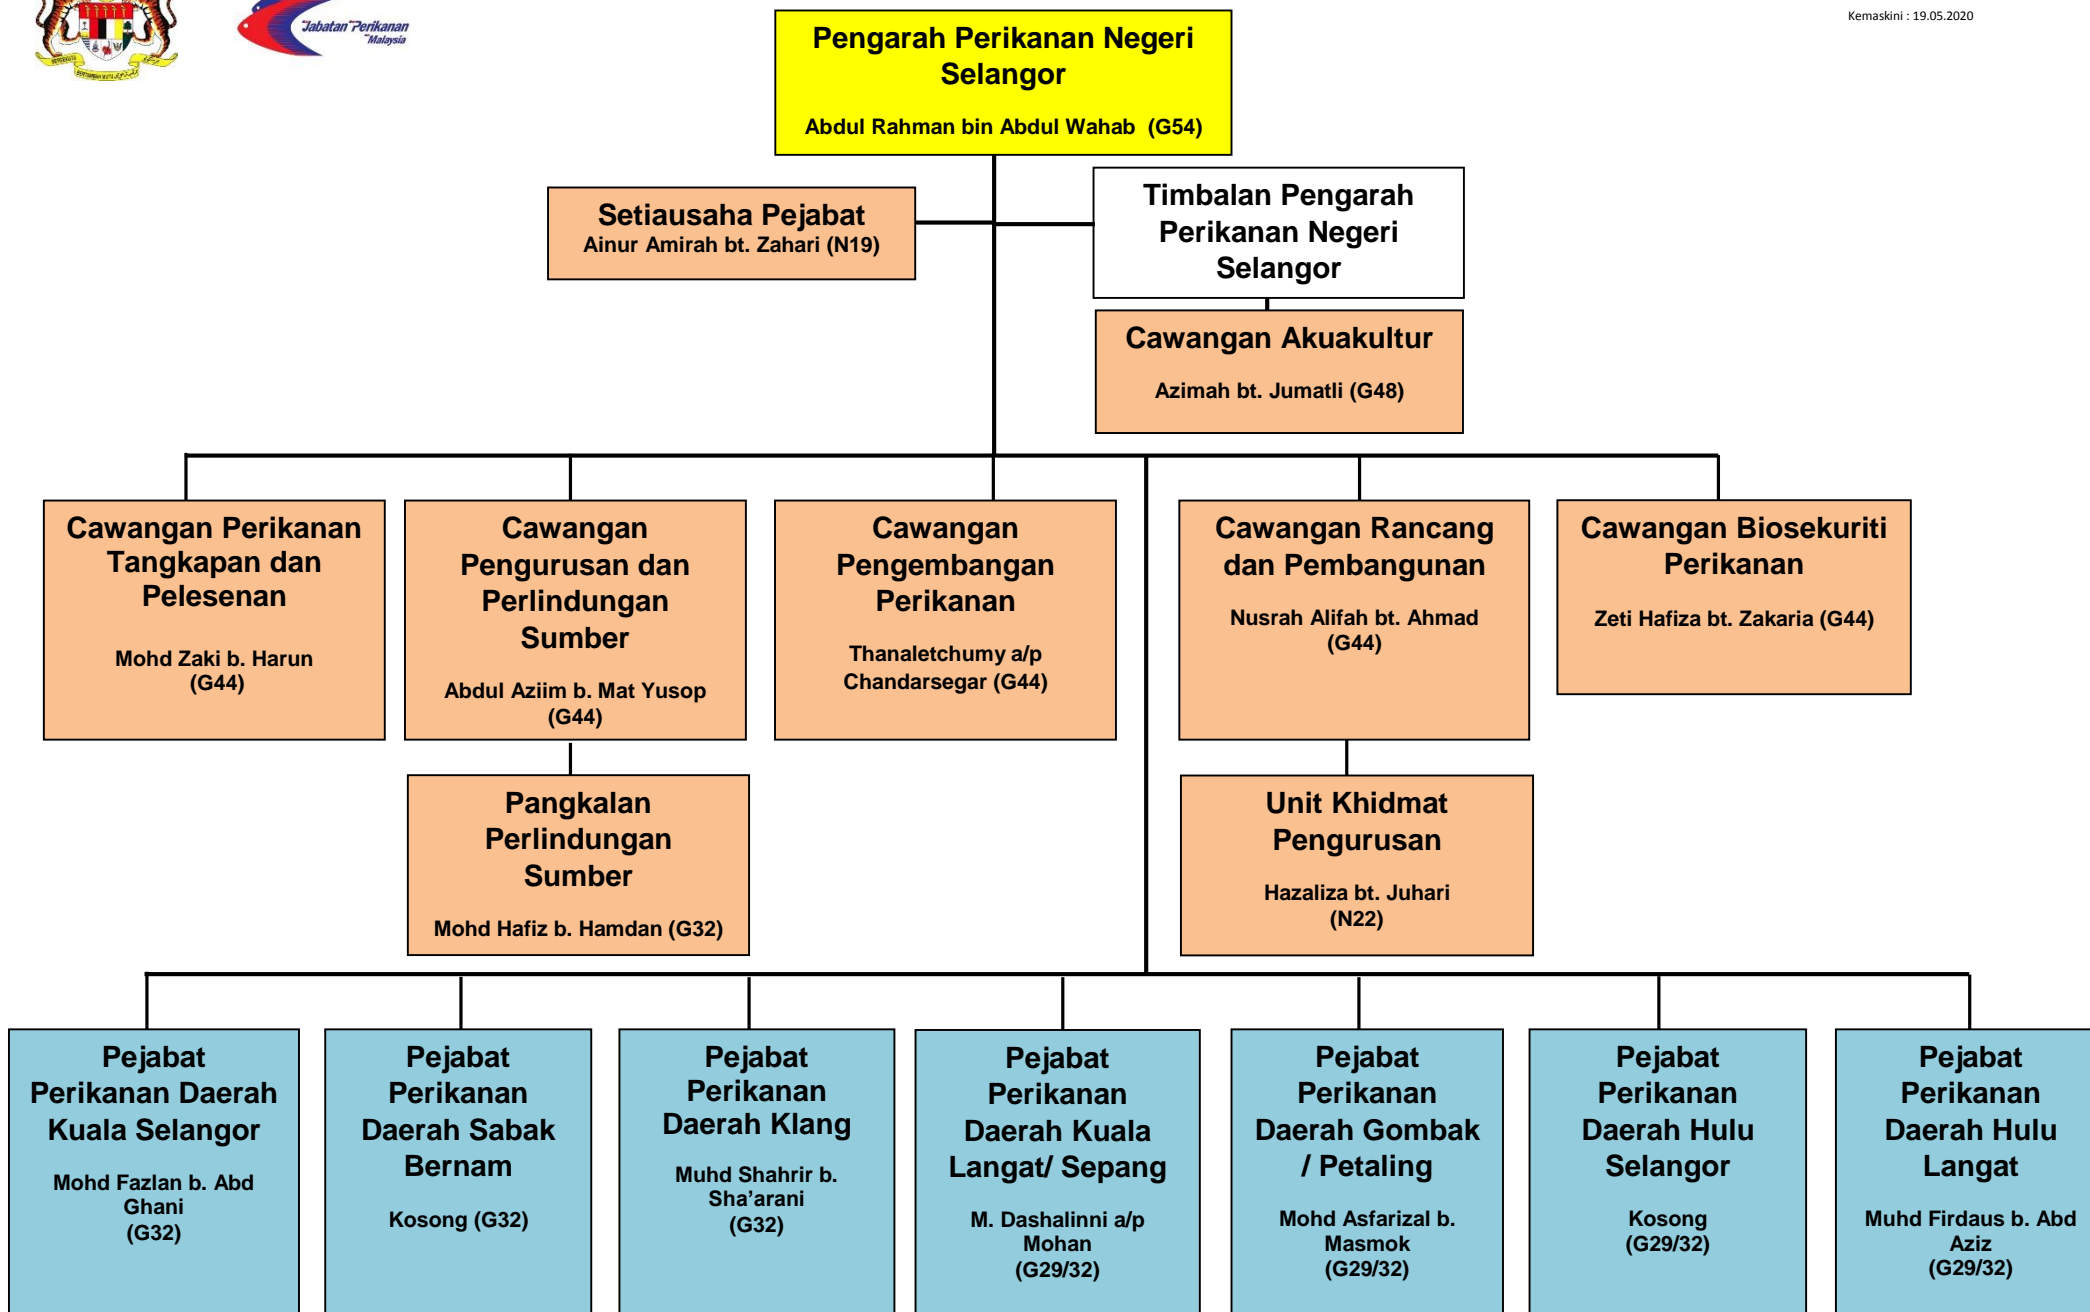 Jabatan Perikanan
Malaysia
Kemaskini : 19.05.2020
Pengarah Perikanan Negeri
Selangor
Abdul Rahman bin Abdul Wahab (G54)
Setiausaha Pejabat
Ainur Amirah bt. Zahari (N19)
Timbalan Pengarah
Perikanan Negeri
Selangor
Cawangan Akuakultur
Azimah bt. Jumatli (G48)
Cawangan Perikanan
Tangkapan dan
Pelesenan
Mohd Zaki b. Harun
(G44)
Cawangan
Pengurusan dan
Perlindungan
Sumber
Abdul Aziim b. Mat Yusop
(G44)
Cawangan
Pengembangan
Perikanan
Thanaletchumy a/p
Chandarsegar (G44)
Cawangan Rancang
dan Pembangunan
Nusrah Alifah bt. Ahmad
(G44)
Cawangan Biosekuriti
Perikanan
Zeti Hafiza bt. Zakaria (G44)
Pangkalan
Perlindungan
Sumber
Mohd Hafiz b. Hamdan (G32)
Unit Khidmat
Pengurusan
Hazaliza bt. Juhari
(N22)
Pejabat
Perikanan Daerah
Kuala Selangor
Mohd Fazlan b. Abd
Ghani
(G32)
Pejabat
Perikanan
Daerah Sabak
Bernam
Kosong (G32)
Pejabat
Perikanan
Daerah Klang
Muhd Shahrir b.
Sha’arani
(G32)
Pejabat
Perikanan
Daerah Kuala
Langat/ Sepang
M. Dashalinni a/p
Mohan
(G29/32)
Pejabat
Perikanan
Daerah Gombak
/ Petaling
Mohd Asfarizal b.
Masmok
(G29/32)
Pejabat
Perikanan
Daerah Hulu
Selangor
Kosong
(G29/32)
Pejabat
Perikanan
Daerah Hulu
Langat
Muhd Firdaus b. Abd
Aziz
(G29/32)